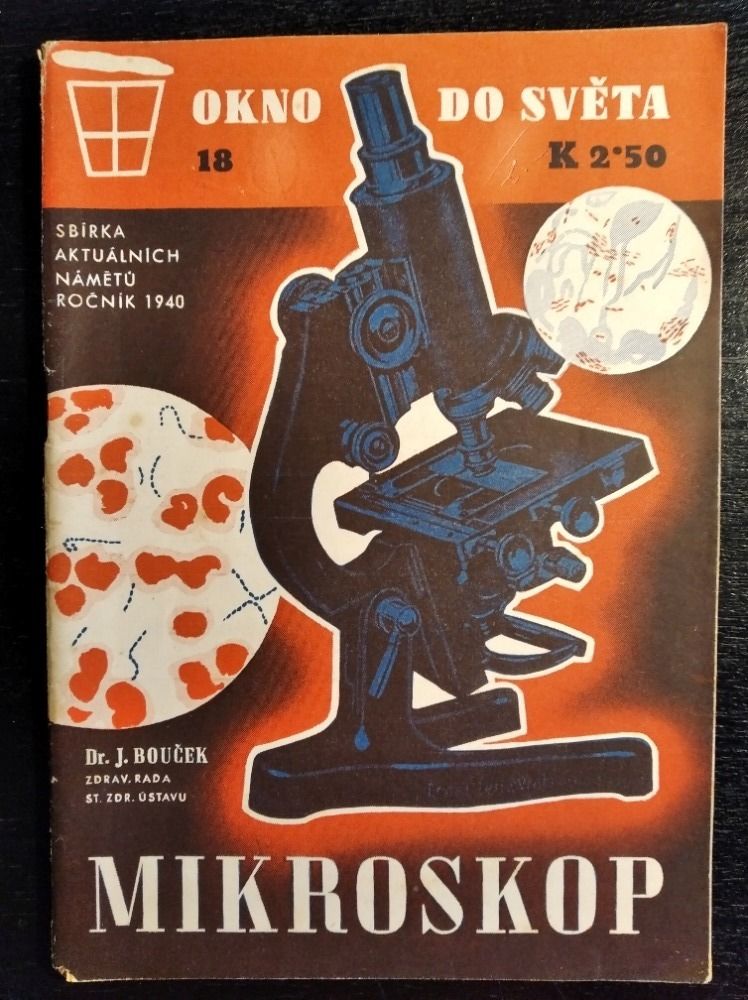 OKNO DO SVĚTA
18 K 2·50
SBÍRKA
AKTUÁLNÍCH
NÁMĚTŮ
ROČNÍK 1940
Dr. J. BOUČEK
ZDRAV. RADA
ST. ZDR. ÚSTAVU
MIKROSKOP